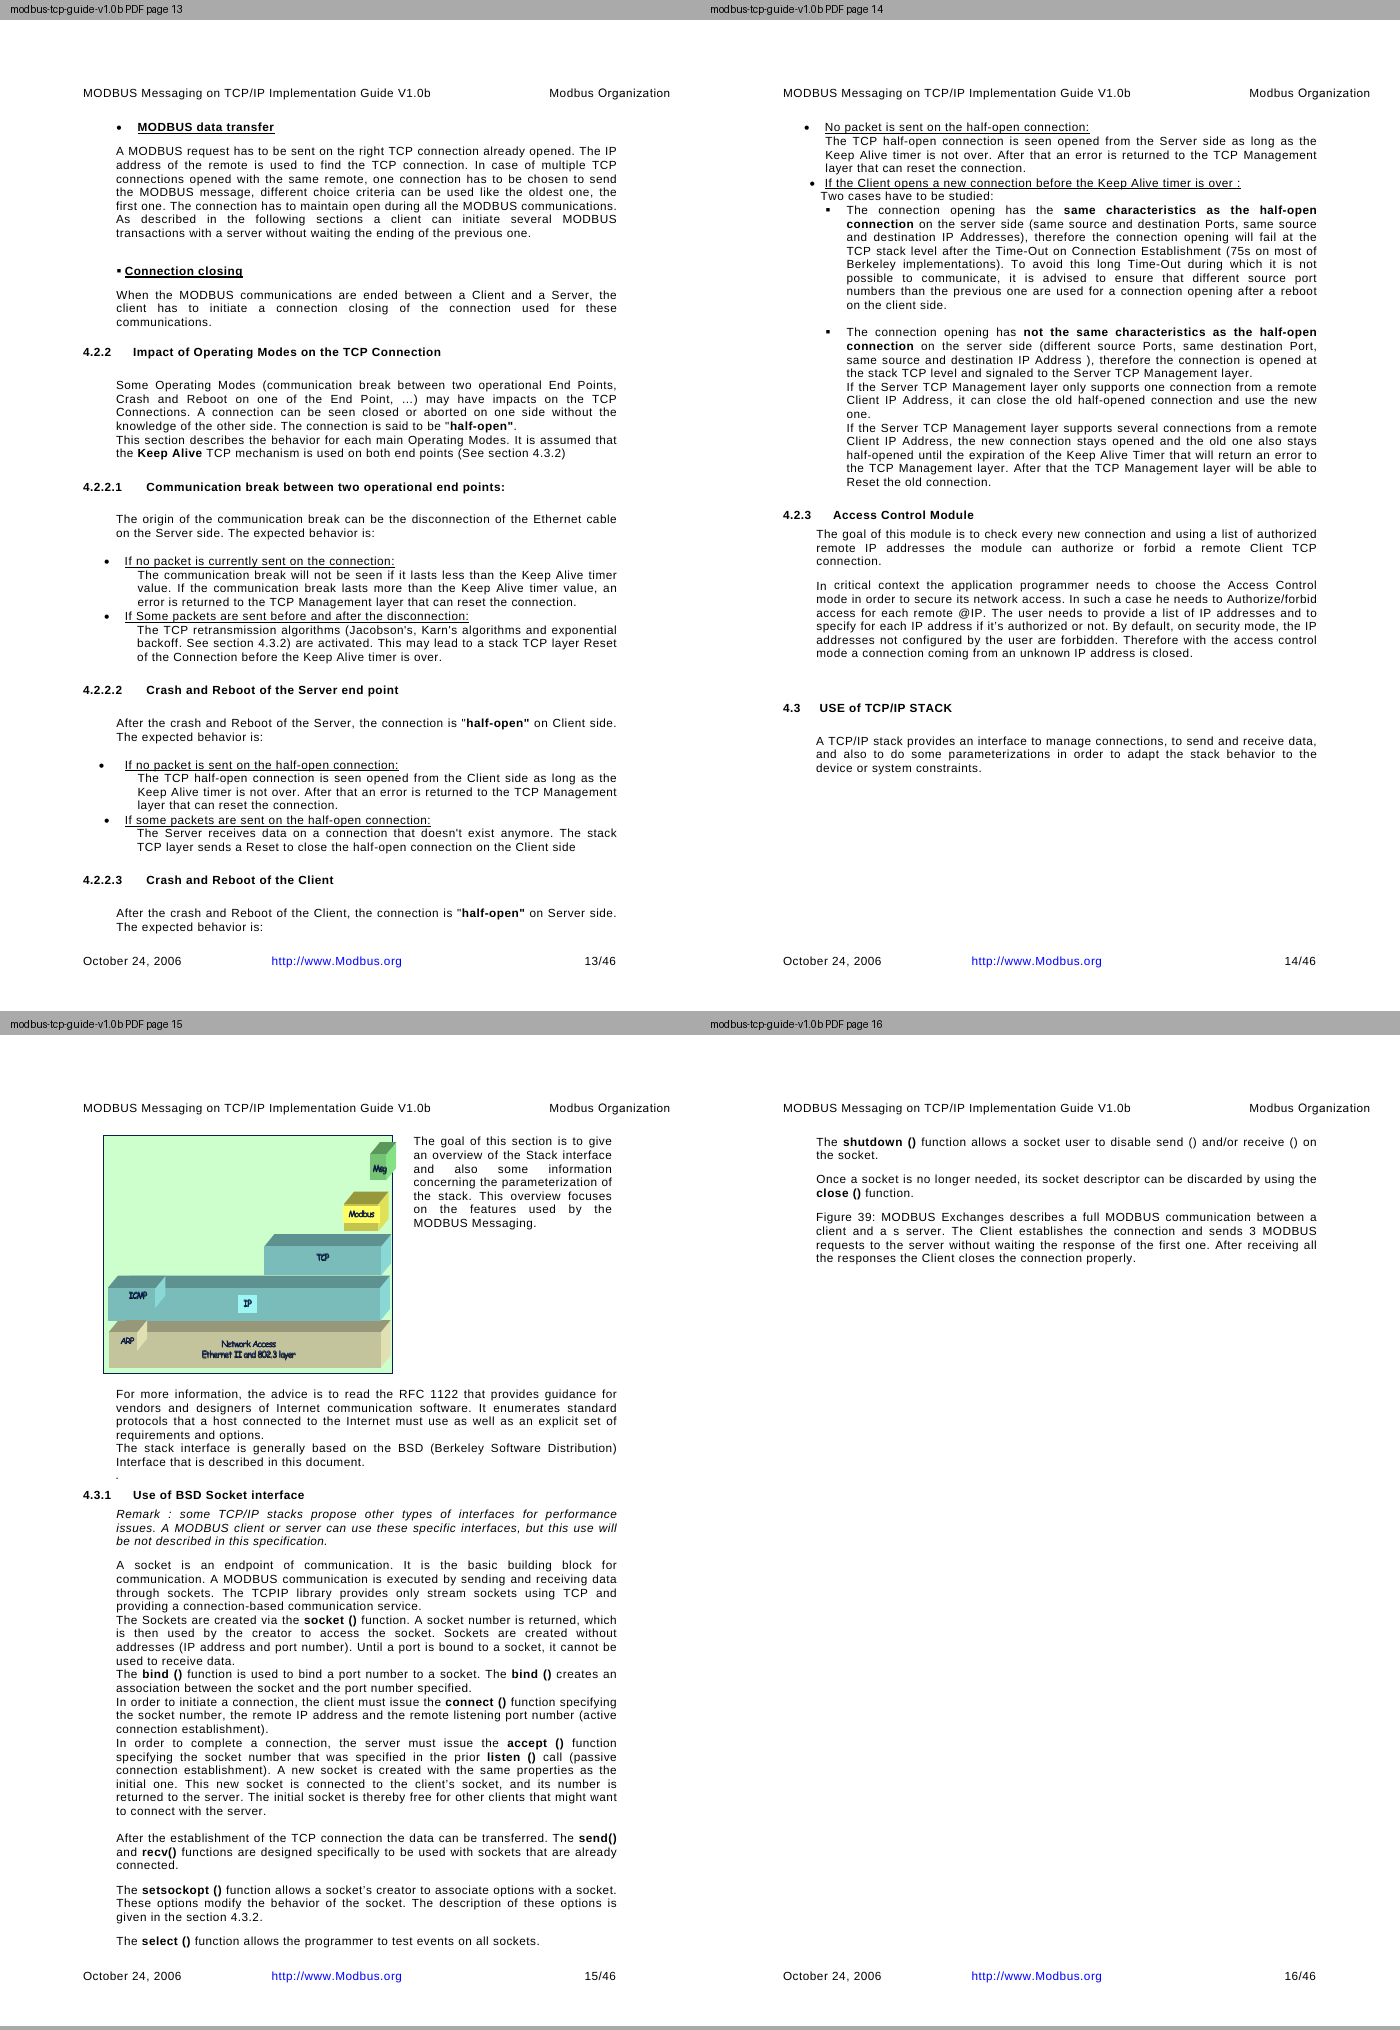 modbus-tcp-guide-v1.0b PDF page 13
MODBUS Messaging on TCP/IP Implementation Guide V1.0b Modbus Organization
• MODBUS data transfer
A MODBUS request has to be sent on the right TCP connection already opened. The IP
address of the remote is used to find the TCP connection. In case of multiple TCP
connections opened with the same remote, one connection has to be chosen to send
the MODBUS message, different choice criteria can be used like the oldest one, the
first one. The connection has to maintain open during all the MODBUS communications.
As described in the following sections a client can initiate several MODBUS
transactions with a server without waiting the ending of the previous one.
▪ Connection closing
When the MODBUS communications are ended between a Client and a Server, the
client has to initiate a connection closing of the connection used for these
communications.
4.2.2 Impact of Operating Modes on the TCP Connection
Some Operating Modes (communication break between two operational End Points,
Crash and Reboot on one of the End Point, ...) may have impacts on the TCP
Connections. A connection can be seen closed or aborted on one side without the
knowledge of the other side. The connection is said to be "half-open".
This section describes the behavior for each main Operating Modes. It is assumed that
the Keep Alive TCP mechanism is used on both end points (See section 4.3.2)
4.2.2.1 Communication break between two operational end points:
The origin of the communication break can be the disconnection of the Ethernet cable
on the Server side. The expected behavior is:
• If no packet is currently sent on the connection:
The communication break will not be seen if it lasts less than the Keep Alive timer
value. If the communication break lasts more than the Keep Alive timer value, an
error is returned to the TCP Management layer that can reset the connection.
• If Some packets are sent before and after the disconnection:
The TCP retransmission algorithms (Jacobson's, Karn's algorithms and exponential
backoff. See section 4.3.2) are activated. This may lead to a stack TCP layer Reset
of the Connection before the Keep Alive timer is over.
4.2.2.2 Crash and Reboot of the Server end point
After the crash and Reboot of the Server, the connection is "half-open" on Client side.
The expected behavior is:
• If no packet is sent on the half-open connection:
The TCP half-open connection is seen opened from the Client side as long as the
Keep Alive timer is not over. After that an error is returned to the TCP Management
layer that can reset the connection.
• If some packets are sent on the half-open connection:
The Server receives data on a connection that doesn't exist anymore. The stack
TCP layer sends a Reset to close the half-open connection on the Client side
4.2.2.3 Crash and Reboot of the Client
After the crash and Reboot of the Client, the connection is "half-open" on Server side.
The expected behavior is:
October 24, 2006 http://www.Modbus.org 13/46
modbus-tcp-guide-v1.0b PDF page 14
MODBUS Messaging on TCP/IP Implementation Guide V1.0b Modbus Organization
• No packet is sent on the half-open connection:
The TCP half-open connection is seen opened from the Server side as long as the
Keep Alive timer is not over. After that an error is returned to the TCP Management
layer that can reset the connection.
• If the Client opens a new connection before the Keep Alive timer is over :
Two cases have to be studied:
▪ The connection opening has the same characteristics as the half-open
connection on the server side (same source and destination Ports, same source
and destination IP Addresses), therefore the connection opening will fail at the
TCP stack level after the Time-Out on Connection Establishment (75s on most of
Berkeley implementations). To avoid this long Time-Out during which it is not
possible to communicate, it is advised to ensure that different source port
numbers than the previous one are used for a connection opening after a reboot
on the client side.
▪ The connection opening has not the same characteristics as the half-open
connection on the server side (different source Ports, same destination Port,
same source and destination IP Address ), therefore the connection is opened at
the stack TCP level and signaled to the Server TCP Management layer.
If the Server TCP Management layer only supports one connection from a remote
Client IP Address, it can close the old half-opened connection and use the new
one.
If the Server TCP Management layer supports several connections from a remote
Client IP Address, the new connection stays opened and the old one also stays
half-opened until the expiration of the Keep Alive Timer that will return an error to
the TCP Management layer. After that the TCP Management layer will be able to
Reset the old connection.
4.2.3 Access Control Module
The goal of this module is to check every new connection and using a list of authorized
remote IP addresses the module can authorize or forbid a remote Client TCP
connection.
In critical context the application programmer needs to choose the Access Control
mode in order to secure its network access. In such a case he needs to Authorize/forbid
access for each remote @IP. The user needs to provide a list of IP addresses and to
specify for each IP address if it's authorized or not. By default, on security mode, the IP
addresses not configured by the user are forbidden. Therefore with the access control
mode a connection coming from an unknown IP address is closed.
4.3 USE of TCP/IP STACK
A TCP/IP stack provides an interface to manage connections, to send and receive data,
and also to do some parameterizations in order to adapt the stack behavior to the
device or system constraints.
October 24, 2006 http://www.Modbus.org 14/46
modbus-tcp-guide-v1.0b PDF page 15
MODBUS Messaging on TCP/IP Implementation Guide V1.0b Modbus Organization
Msg
Modbus
TCP
ICMP
IP
ARP
Network Access
Ethernet II and 802.3 layer
The goal of this section is to give
an overview of the Stack interface
and also some information
concerning the parameterization of
the stack. This overview focuses
on the features used by the
MODBUS Messaging.
For more information, the advice is to read the RFC 1122 that provides guidance for
vendors and designers of Internet communication software. It enumerates standard
protocols that a host connected to the Internet must use as well as an explicit set of
requirements and options.
The stack interface is generally based on the BSD (Berkeley Software Distribution)
Interface that is described in this document.
.
4.3.1 Use of BSD Socket interface
Remark : some TCP/IP stacks propose other types of interfaces for performance
issues. A MODBUS client or server can use these specific interfaces, but this use will
be not described in this specification.
A socket is an endpoint of communication. It is the basic building block for
communication. A MODBUS communication is executed by sending and receiving data
through sockets. The TCPIP library provides only stream sockets using TCP and
providing a connection-based communication service.
The Sockets are created via the socket () function. A socket number is returned, which
is then used by the creator to access the socket. Sockets are created without
addresses (IP address and port number). Until a port is bound to a socket, it cannot be
used to receive data.
The bind () function is used to bind a port number to a socket. The bind () creates an
association between the socket and the port number specified.
In order to initiate a connection, the client must issue the connect () function specifying
the socket number, the remote IP address and the remote listening port number (active
connection establishment).
In order to complete a connection, the server must issue the accept () function
specifying the socket number that was specified in the prior listen () call (passive
connection establishment). A new socket is created with the same properties as the
initial one. This new socket is connected to the client's socket, and its number is
returned to the server. The initial socket is thereby free for other clients that might want
to connect with the server.
After the establishment of the TCP connection the data can be transferred. The send()
and recv() functions are designed specifically to be used with sockets that are already
connected.
The setsockopt () function allows a socket's creator to associate options with a socket.
These options modify the behavior of the socket. The description of these options is
given in the section 4.3.2.
The select () function allows the programmer to test events on all sockets.
October 24, 2006 http://www.Modbus.org 15/46
modbus-tcp-guide-v1.0b PDF page 16
MODBUS Messaging on TCP/IP Implementation Guide V1.0b Modbus Organization
The shutdown () function allows a socket user to disable send () and/or receive () on
the socket.
Once a socket is no longer needed, its socket descriptor can be discarded by using the
close () function.
Figure 39: MODBUS Exchanges describes a full MODBUS communication between a
client and a s server. The Client establishes the connection and sends 3 MODBUS
requests to the server without waiting the response of the first one. After receiving all
the responses the Client closes the connection properly.
October 24, 2006 http://www.Modbus.org 16/46